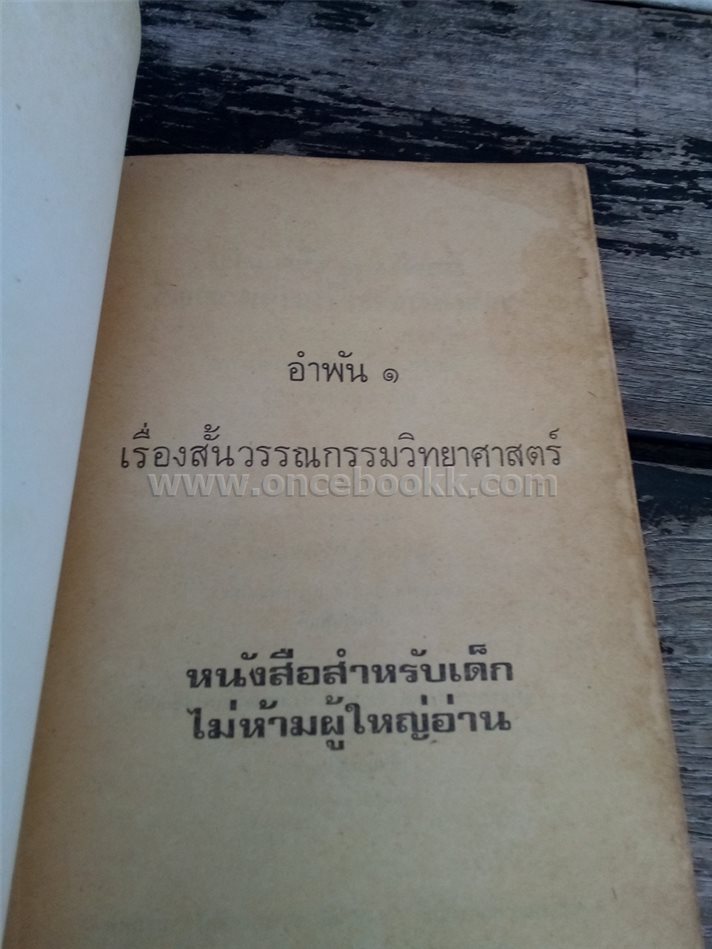 อำพัน ๑
เรื่องสั้นวรรณกรรมวิทยาศาสตร์
www.oncebookk.com
หนังสือสำหรับเด็ก
ไม่ห้ามผู้ใหญ่อ่าน